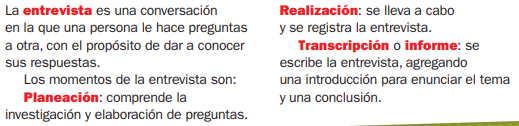 La entrevista es una conversación
en la que una persona le hace preguntas
a otra, con el propósito de dar a conocer
sus respuestas.
Los momentos de la entrevista son:
Planeación: comprende la
investigación y elaboración de preguntas.
Realización: se lleva a cabo
y se registra la entrevista.
Transcripción o informe: se
escribe la entrevista, agregando
una introducción para enunciar el tema
y una conclusión.